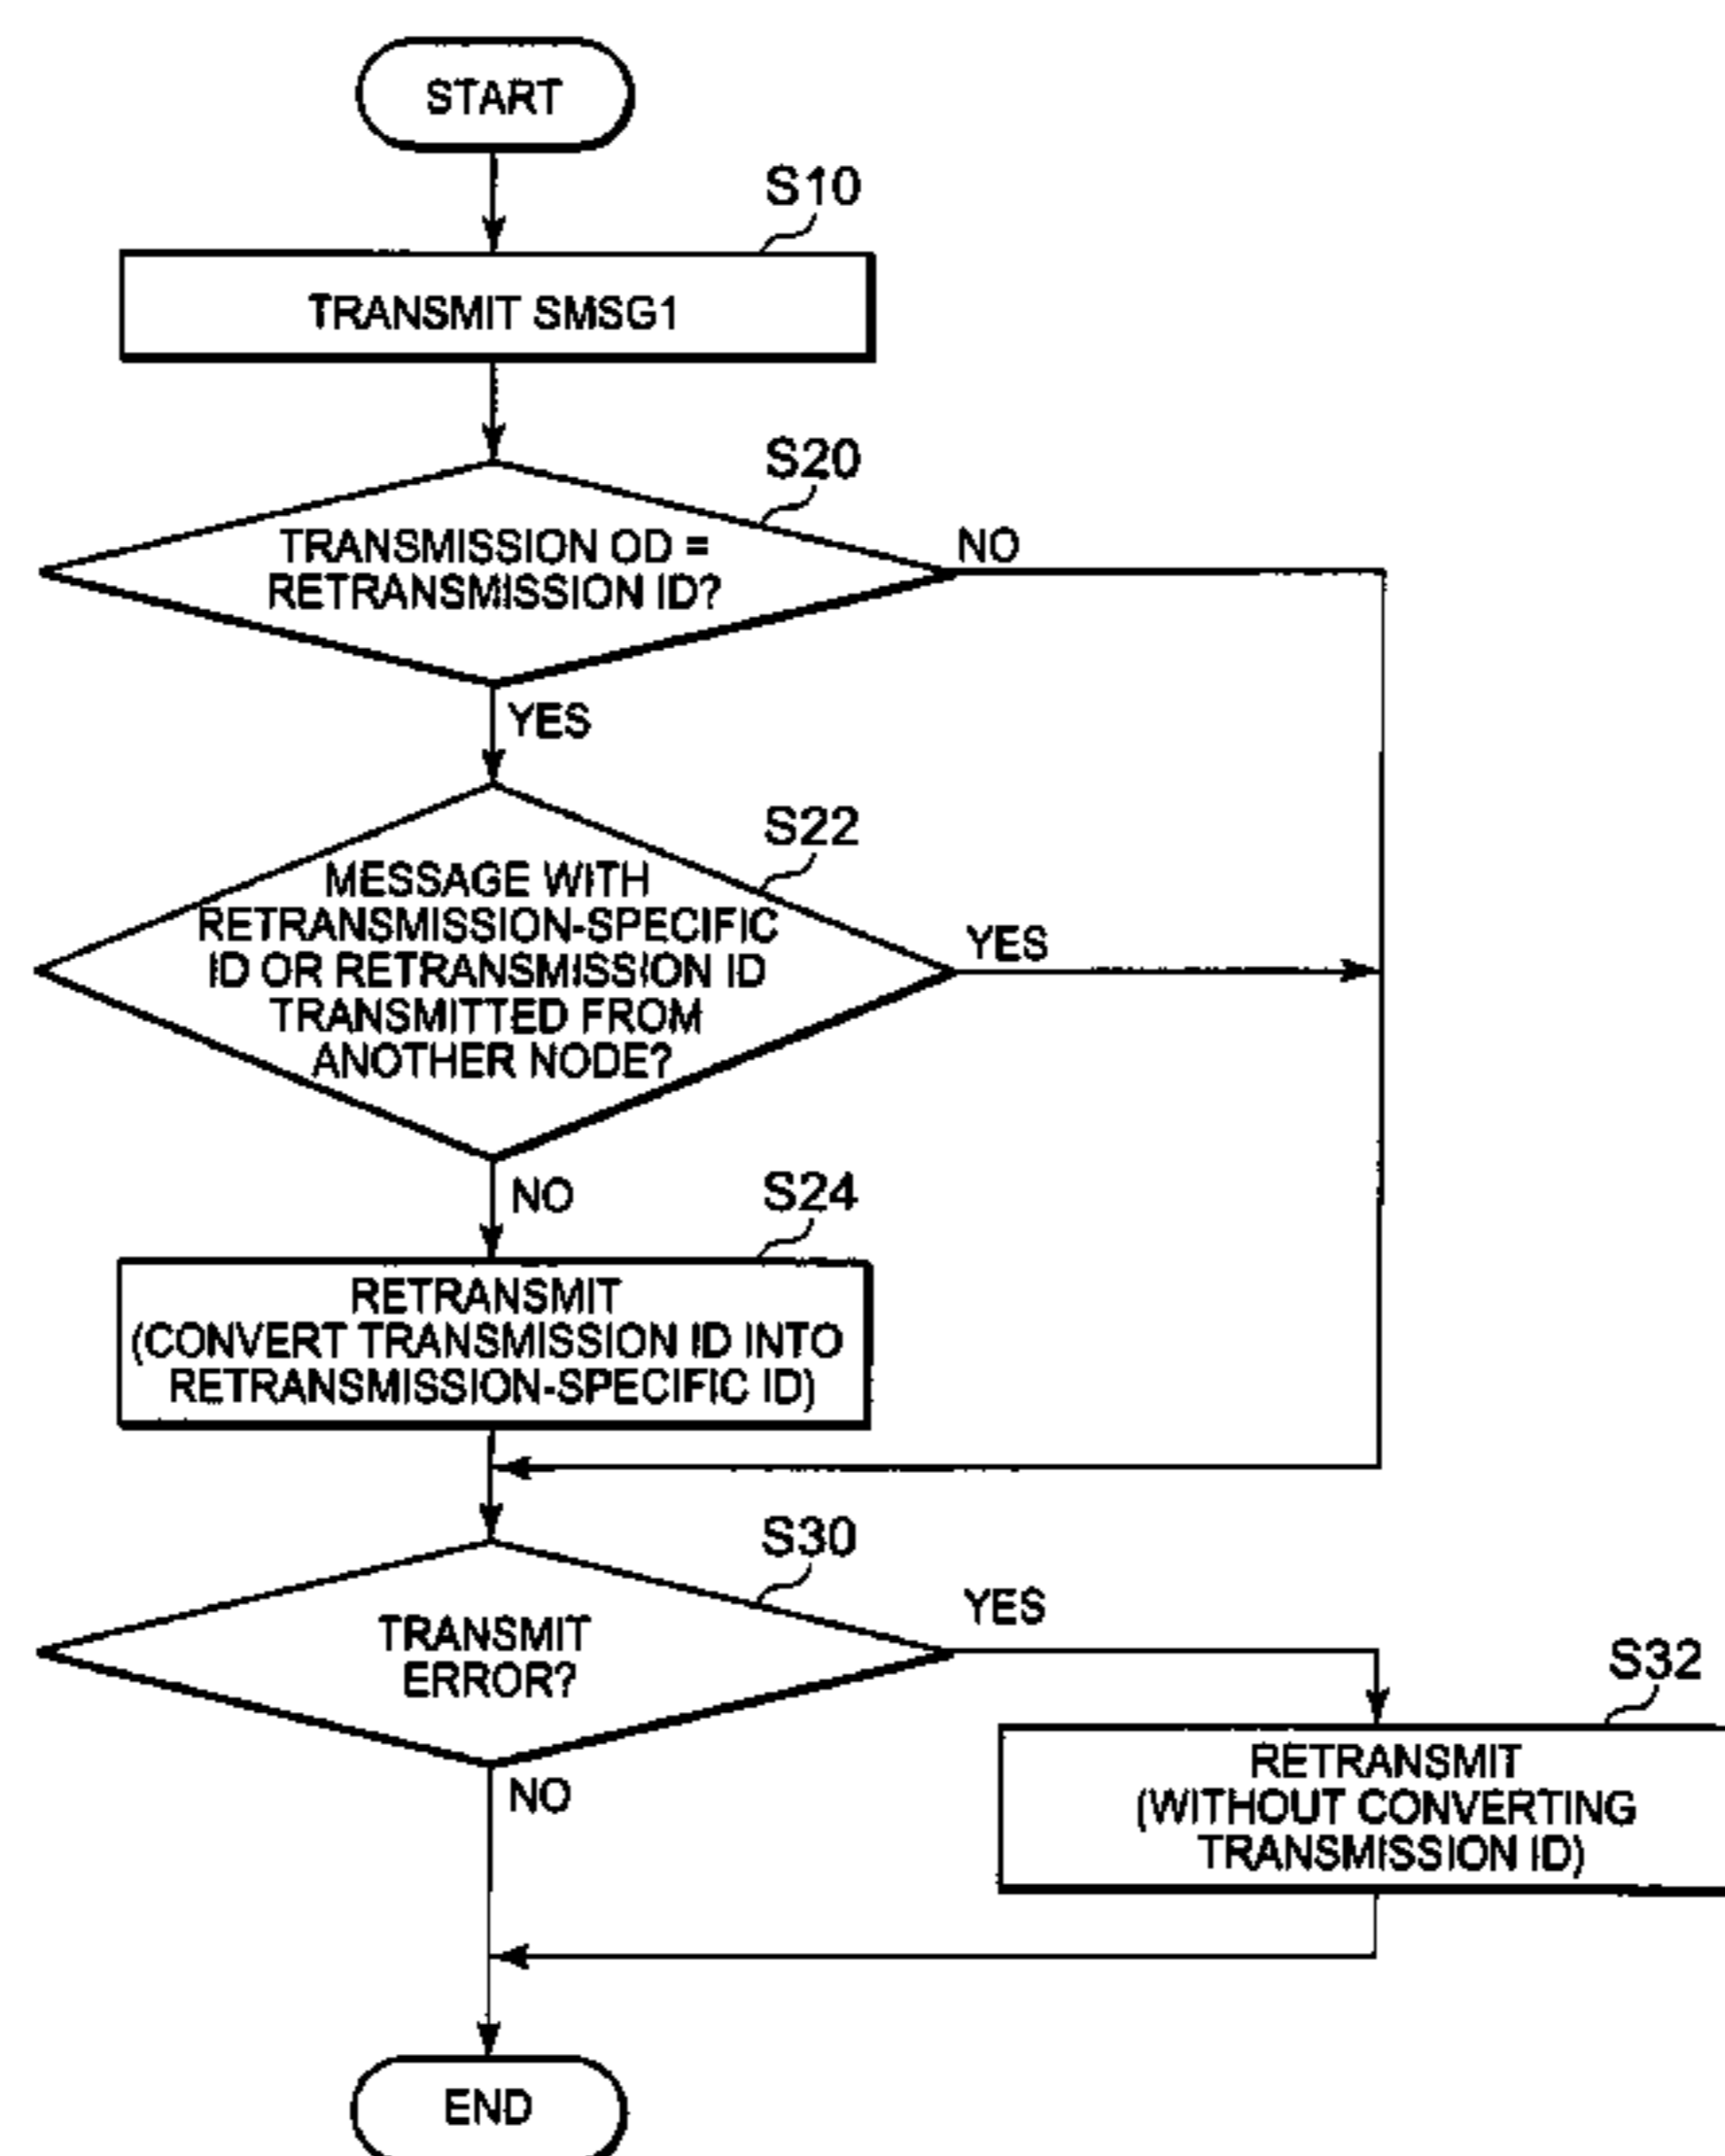 START
S10
TRANSMIT SMSG1
S20
TRANSMISSION OD =
RETRANSMISSION ID?
NO
YES
S22
MESSAGE WITH
RETRANSMISSION-SPECIFIC
ID OR RETRANSMISSION ID
TRANSMITTED FROM
ANOTHER NODE?
YES
NO
S24
RETRANSMIT
(CONVERT TRANSMISSION ID INTO
RETRANSMISSION-SPECIFIC ID)
S30
TRANSMIT
ERROR?
YES
S32
RETRANSMIT
(WITHOUT CONVERTING
TRANSMISSION ID)
NO
END